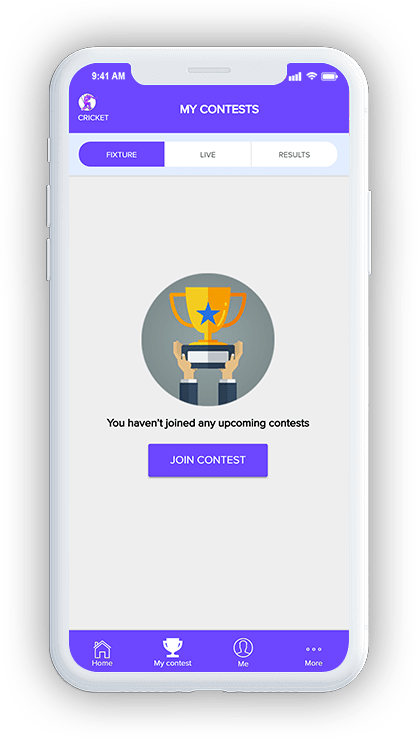 9:41 AM
CRICKET
MY CONTESTS
FIXTURE
LIVE
RESULTS
You haven't joined any upcoming contests
JOIN CONTEST
Home
My contest
Me
More